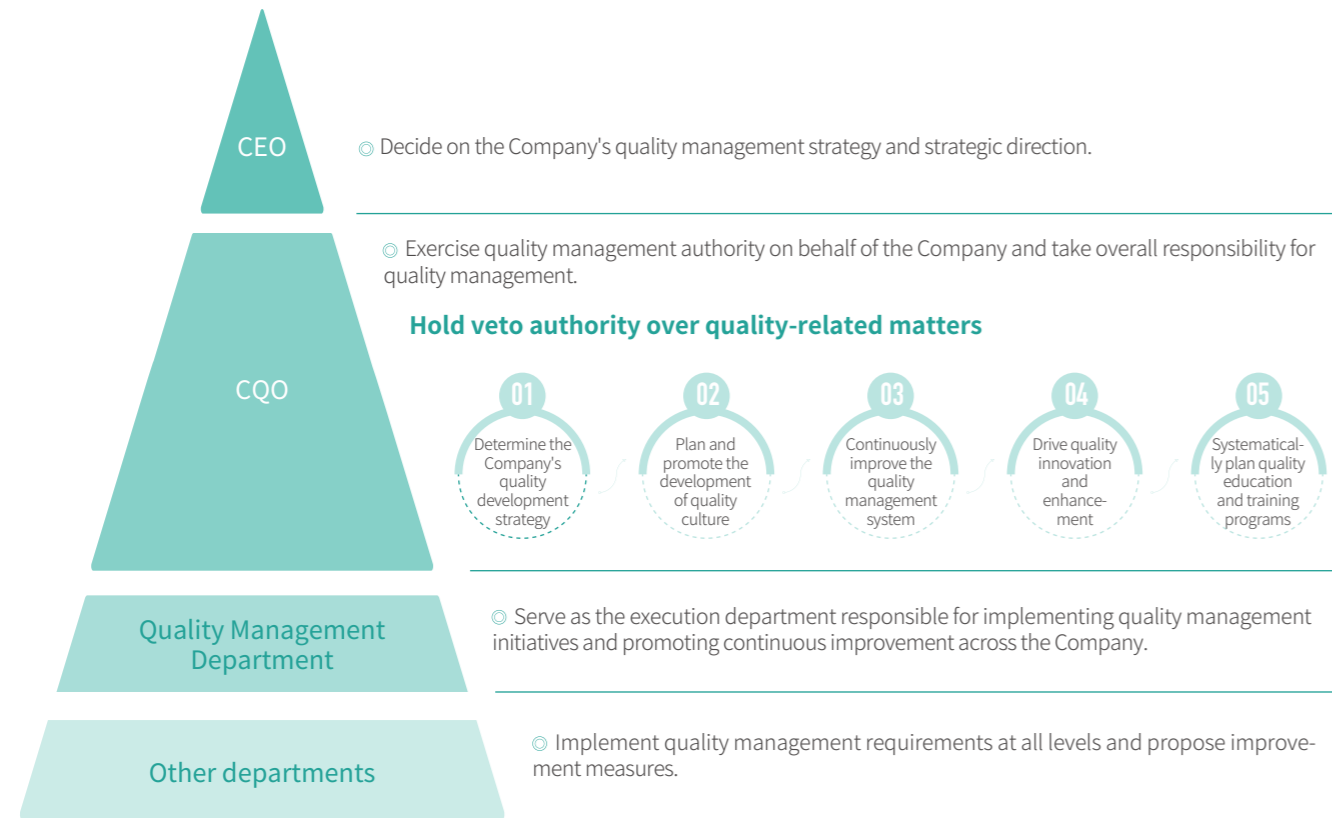 CEO
Decide on the Company's quality management strategy and strategic direction.
CQO
Exercise quality management authority on behalf of the Company and take overall responsibility for
quality management.
Hold veto authority over quality-related matters
01
Determine the
Company's
quality
development
strategy
02
Plan and
promote the
development
of quality
culture
03
Continuously
improve the
quality
management
system
04
Drive quality
innovation
and
enhance-
ment
05
Systematical-
ly plan quality
education
and training
programs
Quality Management
Department
Serve as the execution department responsible for implementing quality management
initiatives and promoting continuous improvement across the Company.
Other departments
Implement quality management requirements at all levels and propose improve-
ment measures.